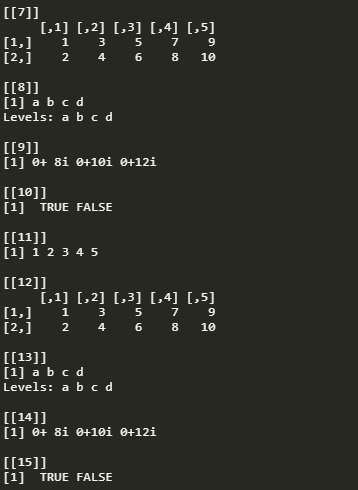 [[7]]
     [,1] [,2] [,3] [,4] [,5]
[1,]    1    3    5    7    9
[2,]    2    4    6    8   10
[[8]]
[1] a b c d
Levels: a b c d
[[9]]
[1] 0+ 8i 0+10i 0+12i
[[10]]
[1]  TRUE FALSE
[[11]]
[1] 1 2 3 4 5
[[12]]
     [,1] [,2] [,3] [,4] [,5]
[1,]    1    3    5    7    9
[2,]    2    4    6    8   10
[[13]]
[1] a b c d
Levels: a b c d
[[14]]
[1] 0+ 8i 0+10i 0+12i
[[15]]
[1]  TRUE FALSE